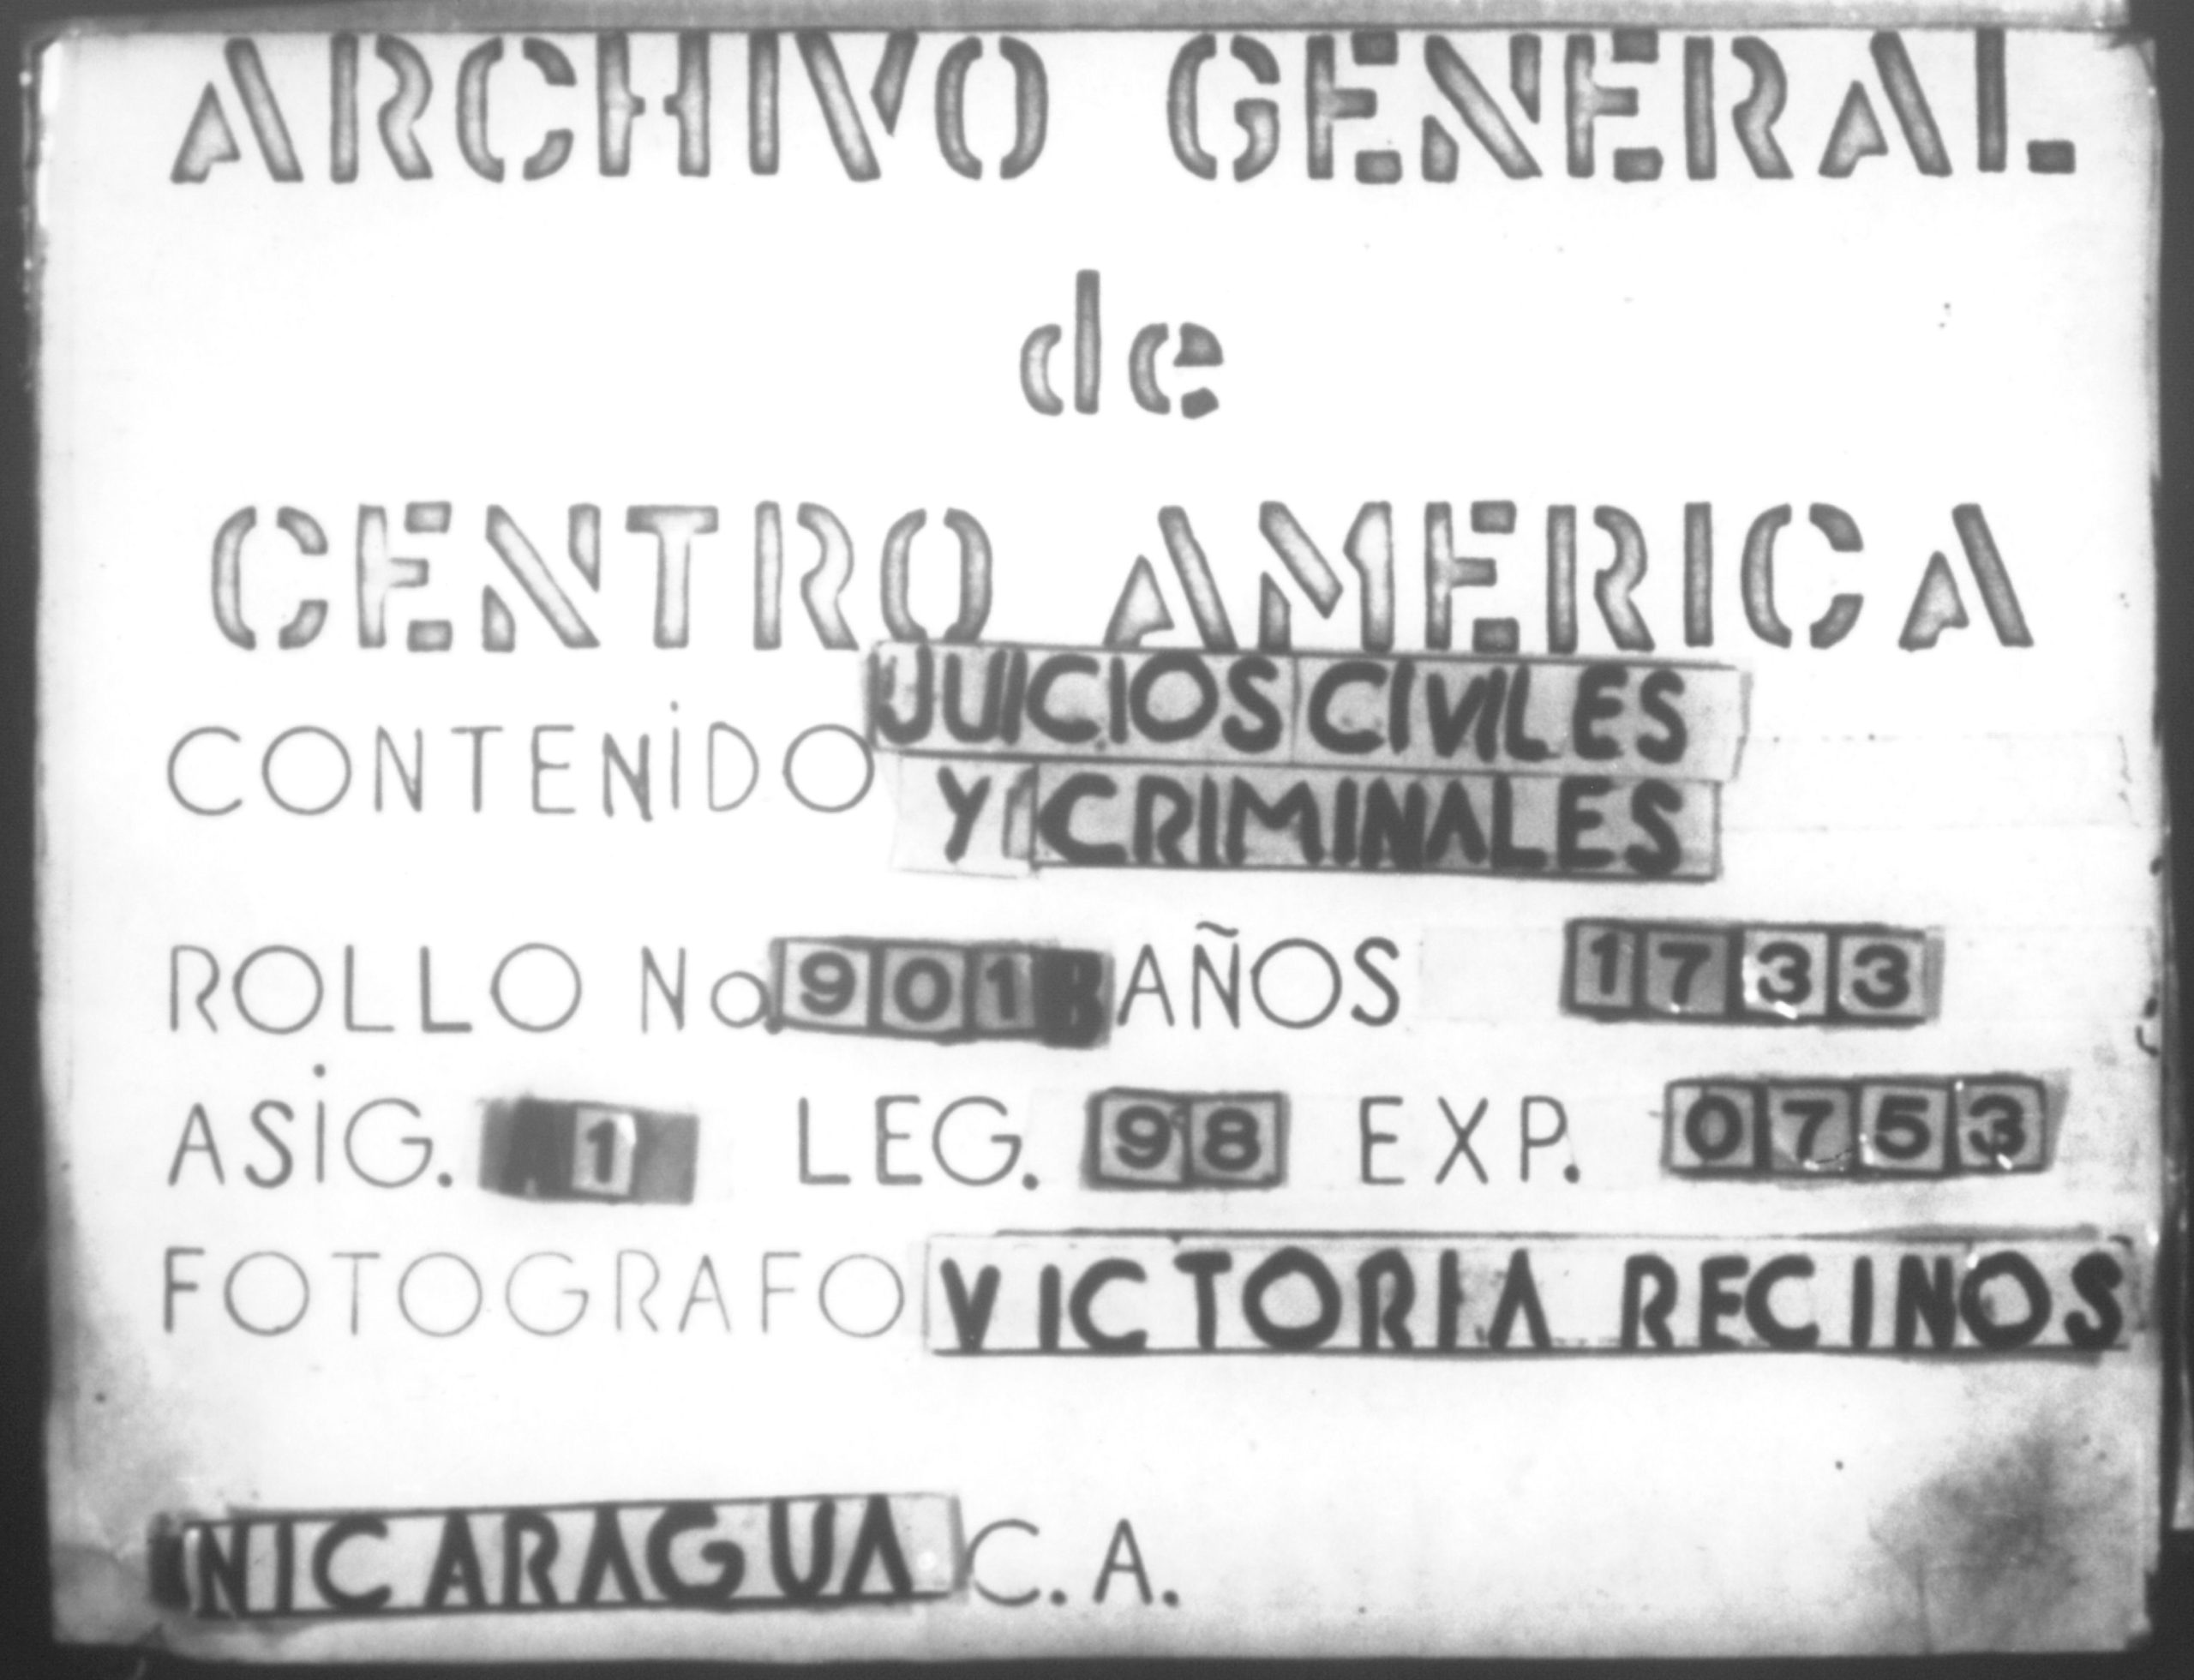 ARCHIVO GENERAL
de
CENTRO AMERICA
CONTENIDO JUICIOS CIVILES
Y CRIMINALES
ROLLO No 901 AÑOS 1733
ASIG. 1 LEG. 98 EXP. 0753
FOTOGRAFO VICTORIA RECINOS
NICARAGUA C.A.